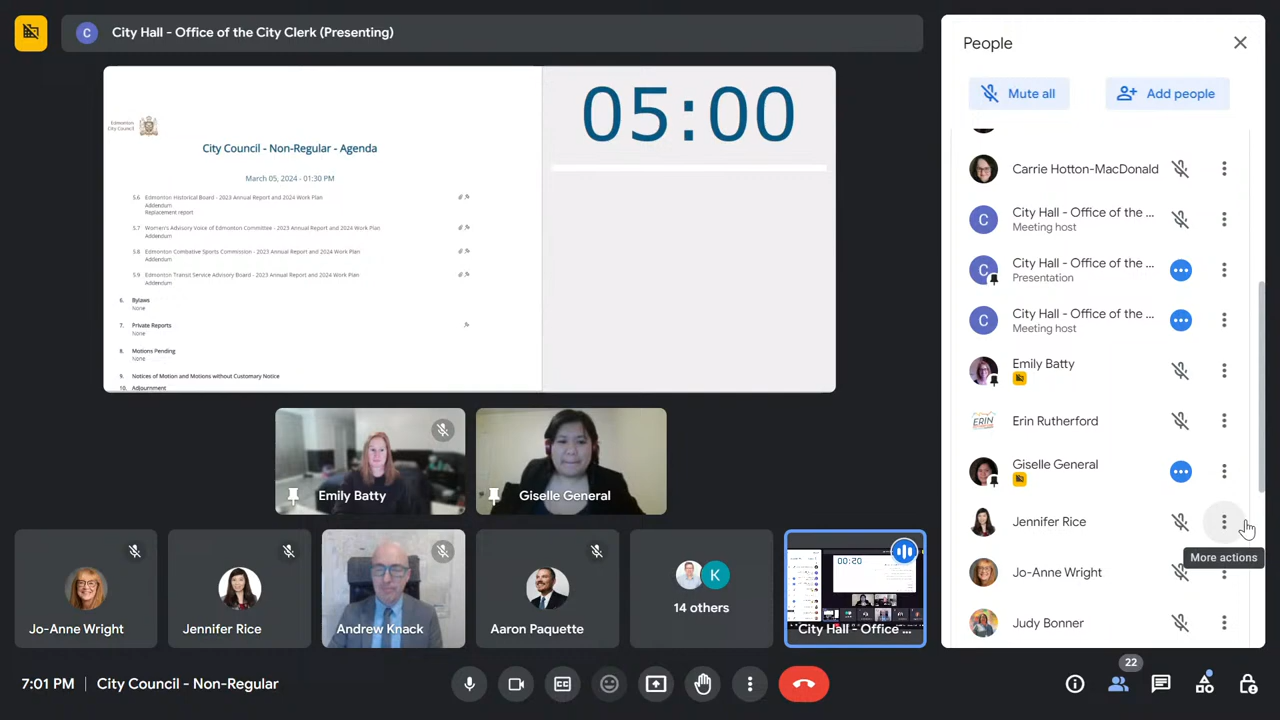 City Hall - Office of the City Clerk (Presenting)
Edmonton
City Council
City Council - Non-Regular - Agenda
March 05, 2024 - 01:30 PM
5.6 Edmonton Historical Board - 2023 Annual Report and 2024 Work Plan
Addendum
Replacement report
5.7 Women's Advisory Voice of Edmonton Committee - 2023 Annual Report and 2024 Work Plan
Addendum
5.8 Edmonton Combative Sports Commission - 2023 Annual Report and 2024 Work Plan
Addendum
5.9 Edmonton Transit Service Advisory Board - 2023 Annual Report and 2024 Work Plan
Addendum
6. Bylaws
None
7. Private Reports
None
8. Motions Pending
None
9. Notices of Motion and Motions without Customary Notice
10. Adjournment
05:00
Emily Batty
Giselle General
Jo-Anne Wright
Jennifer Rice
Andrew Knack
Aaron Paquette
K
14 others
00:20
City Hall - Office ...
7:01 PM | City Council - Non-Regular
People
Mute all
Add people
Carrie Hotton-MacDonald
C
City Hall - Office of the ...
Meeting host
C
City Hall - Office of the ...
Presentation
C
City Hall - Office of the ...
Meeting host
Emily Batty
ERIN
Erin Rutherford
Giselle General
Jennifer Rice
More actions
Jo-Anne Wright
Judy Bonner
22